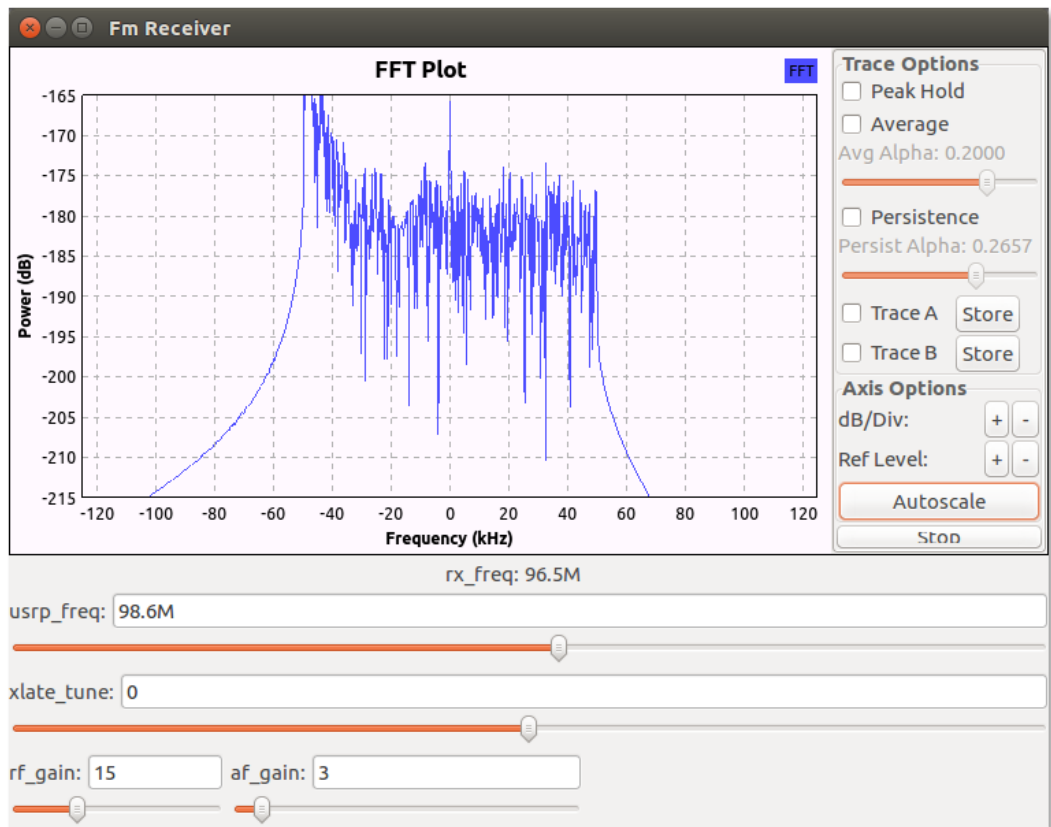 Fm Receiver
FFT Plot
FFT
-165
-170
-175
-180
-185
-190
-195
-200
-205
-210
-215
Power (dB)
-120 -100 -80 -60 -40 -20 0 20 40 60 80 100 120
Frequency (kHz)
Trace Options
Peak Hold
Average
Avg Alpha: 0.2000
Persistence
Persist Alpha: 0.2657
Trace A Store
Trace B Store
Axis Options
dB/Div: + -
Ref Level: + -
Autoscale
Stop
rx_freq: 96.5M
usrp_freq: 98.6M
xlate_tune: 0
rf_gain: 15 af_gain: 3